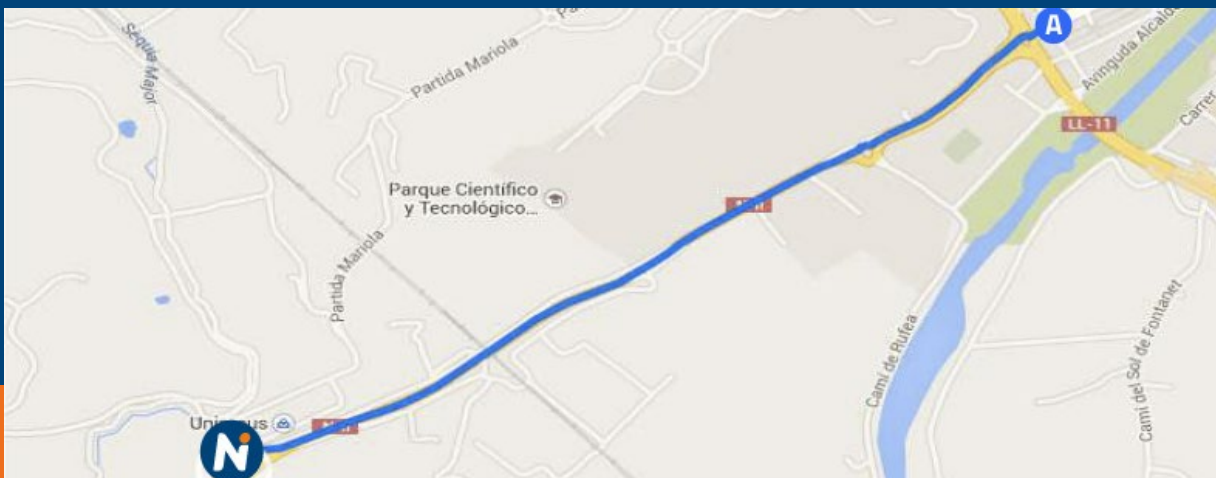 A
Sèquia Major
Partida Mariola
Avinguda Alcalde
LL-11
Carrer
Parque Científico
y Tecnológico...
Partida Mariola
Camí de Rufea
Camí del Sol de Fontanet
N